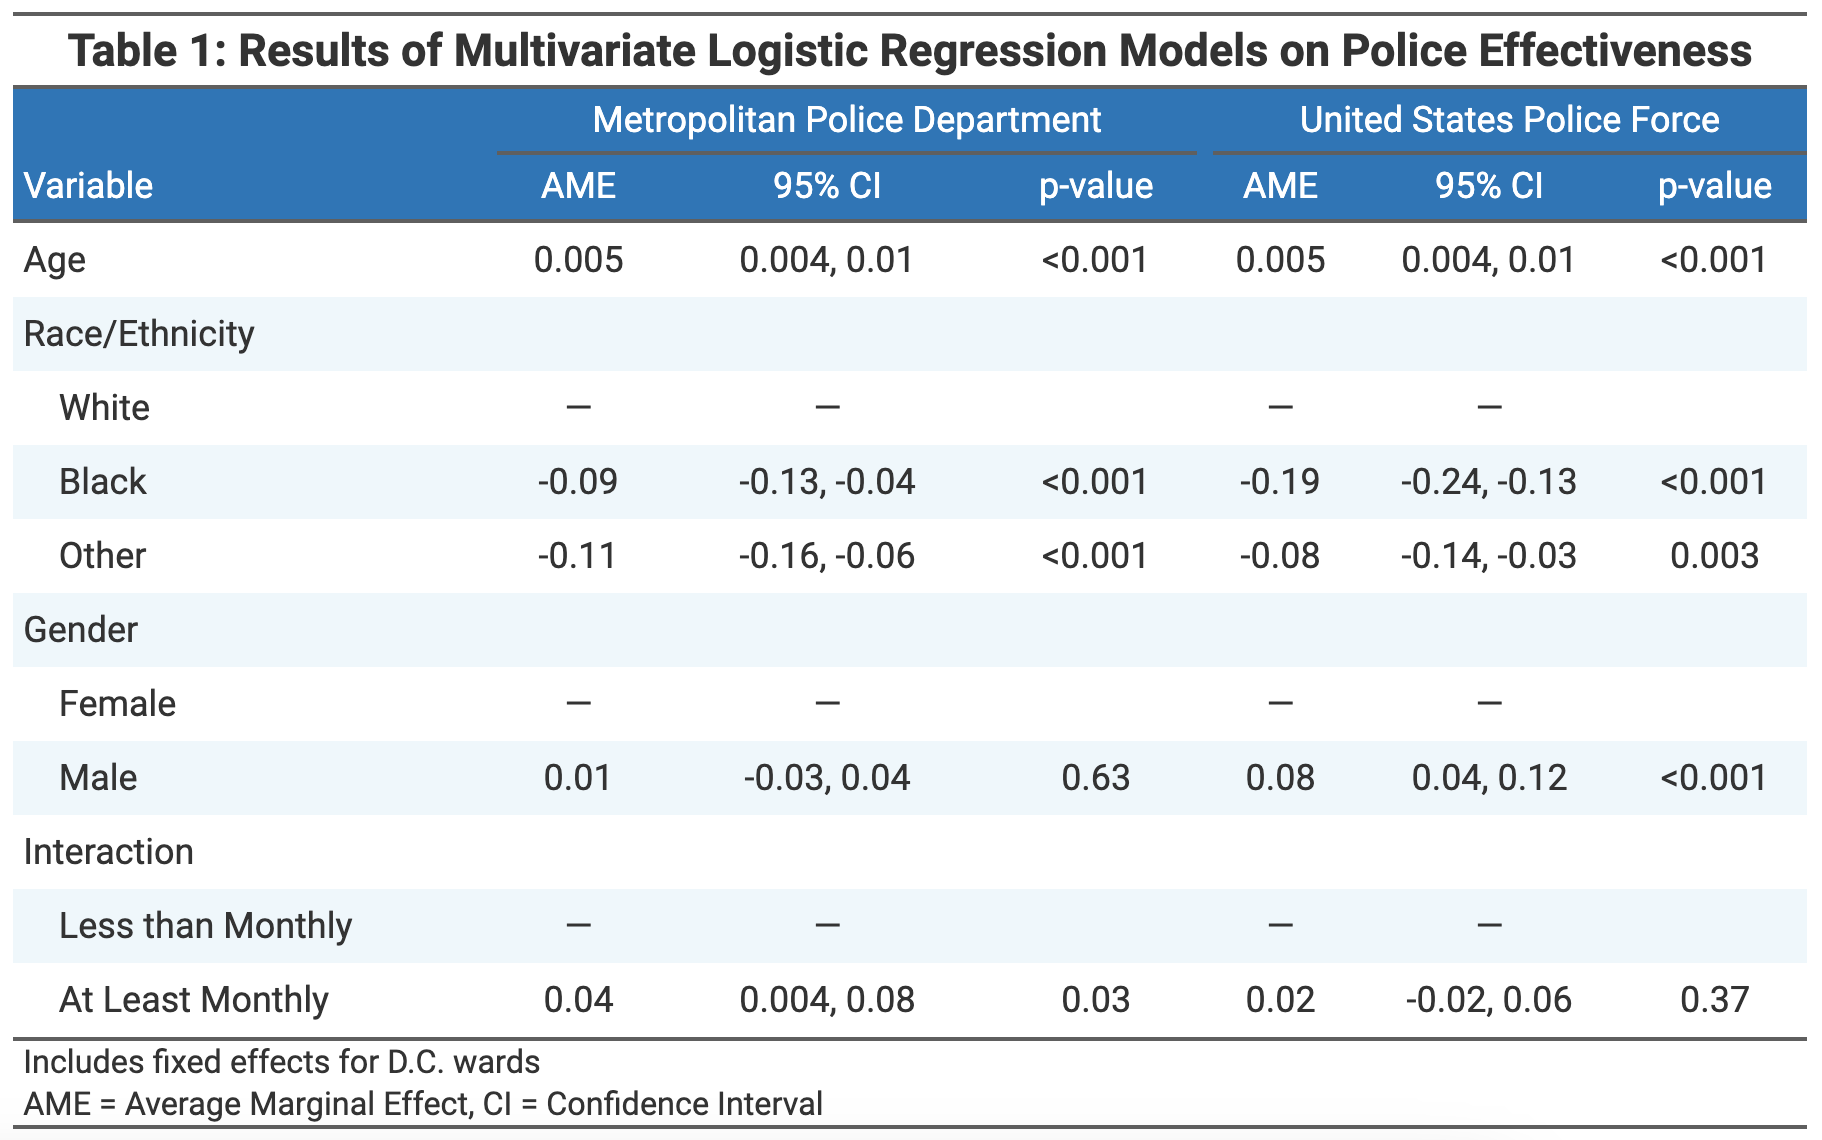 Table 1: Results of Multivariate Logistic Regression Models on Police Effectiveness
Metropolitan Police Department United States Police Force
Variable AME 95% CI p-value AME 95% CI p-value
Age 0.005 0.004, 0.01 <0.001 0.005 0.004, 0.01 <0.001
Race/Ethnicity
White — — — —
Black -0.09 -0.13, -0.04 <0.001 -0.19 -0.24, -0.13 <0.001
Other -0.11 -0.16, -0.06 <0.001 -0.08 -0.14, -0.03 0.003
Gender
Female — — — —
Male 0.01 -0.03, 0.04 0.63 0.08 0.04, 0.12 <0.001
Interaction
Less than Monthly — — — —
At Least Monthly 0.04 0.004, 0.08 0.03 0.02 -0.02, 0.06 0.37
Includes fixed effects for D.C. wards
AME = Average Marginal Effect, CI = Confidence Interval